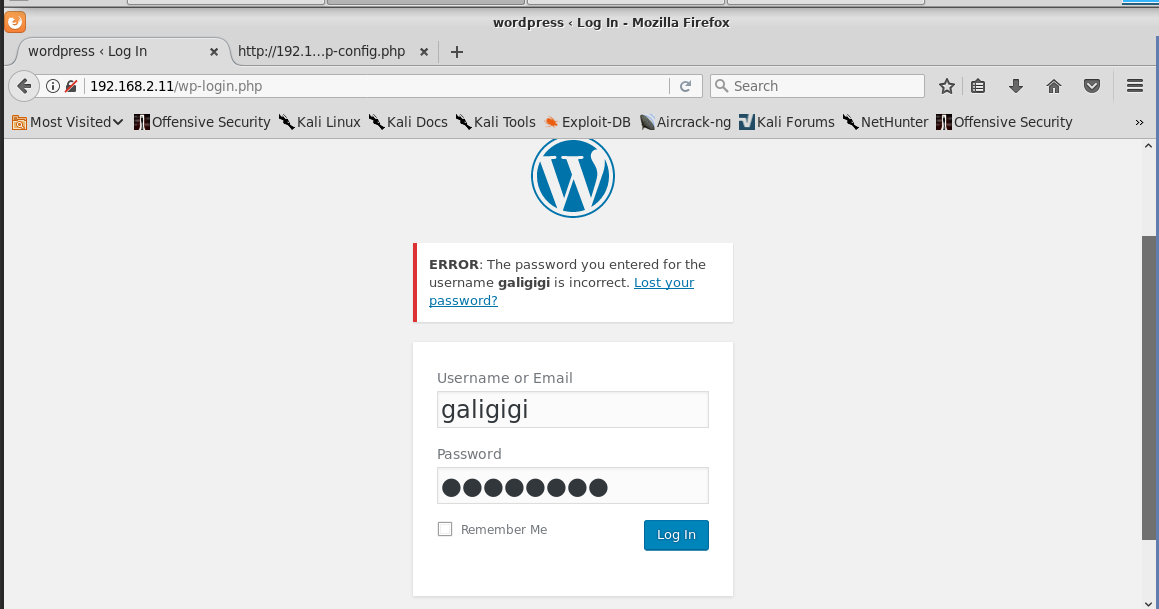 wordpress ‹ Log In - Mozilla Firefox
wordpress ‹ Log In × http://192.1...p-config.php ×
192.168.2.11/wp-login.php Search
Most Visited Offensive Security Kali Linux Kali Docs Kali Tools Exploit-DB Aircrack-ng Kali Forums NetHunter Offensive Security »
ERROR: The password you entered for the
username galigigi is incorrect. Lost your
password?
Username or Email
galigigi
Password
Remember Me Log In